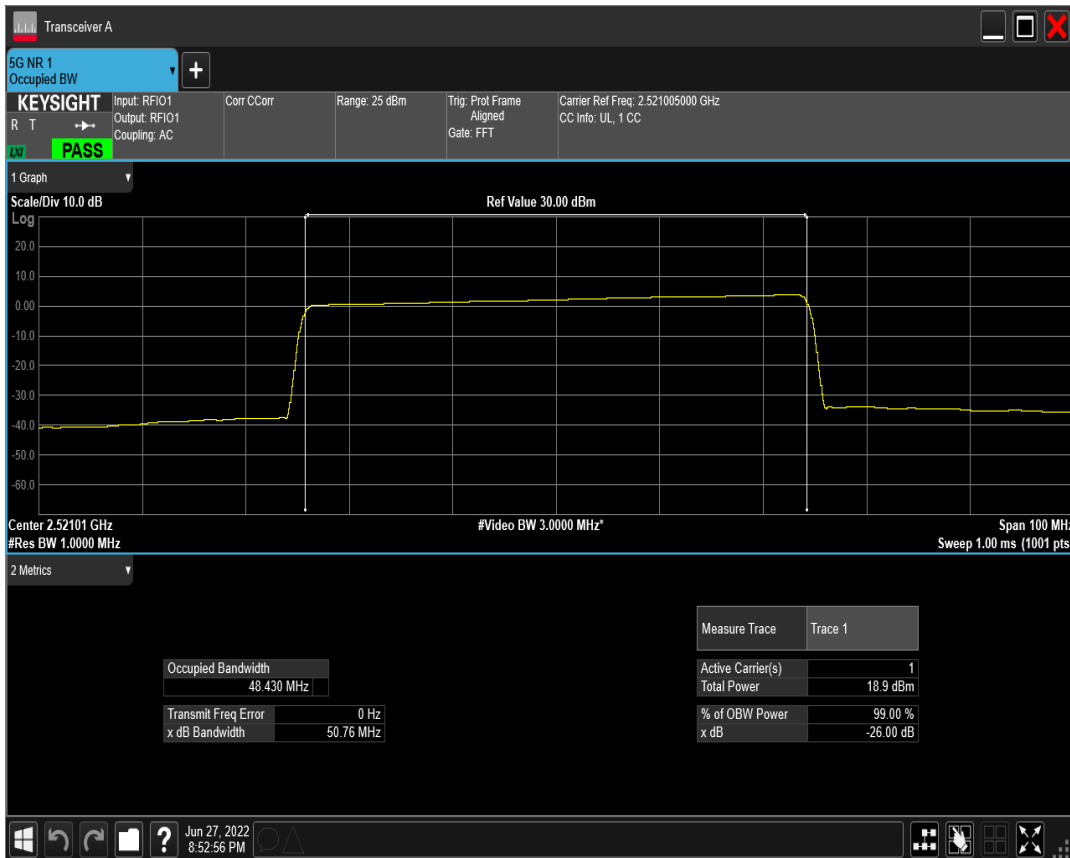 Transceiver A
5G NR 1
Occupied BW
KEYSIGHT
R T
LXI
PASS
Input: RFIO1
Output: RFIO1
Coupling: AC
Corr CCorr
Range: 25 dBm
Trig: Prot Frame
Aligned
Gate: FFT
Carrier Ref Freq: 2.521005000 GHz
CC Info: UL, 1 CC
1 Graph
Scale/Div 10.0 dB
Ref Value 30.00 dBm
Log
20.0
10.0
0.00
-10.0
-20.0
-30.0
-40.0
-50.0
-60.0
Center 2.52101 GHz
#Video BW 3.0000 MHz*
Span 100 MHz
#Res BW 1.0000 MHz
Sweep 1.00 ms (1001 pts
2 Metrics
Measure Trace Trace 1
Occupied Bandwidth
48.430 MHz
Active Carrier(s) 1
Total Power 18.9 dBm
Transmit Freq Error 0 Hz
x dB Bandwidth 50.76 MHz
% of OBW Power 99.00 %
x dB -26.00 dB
?
Jun 27, 2022
8:52:56 PM